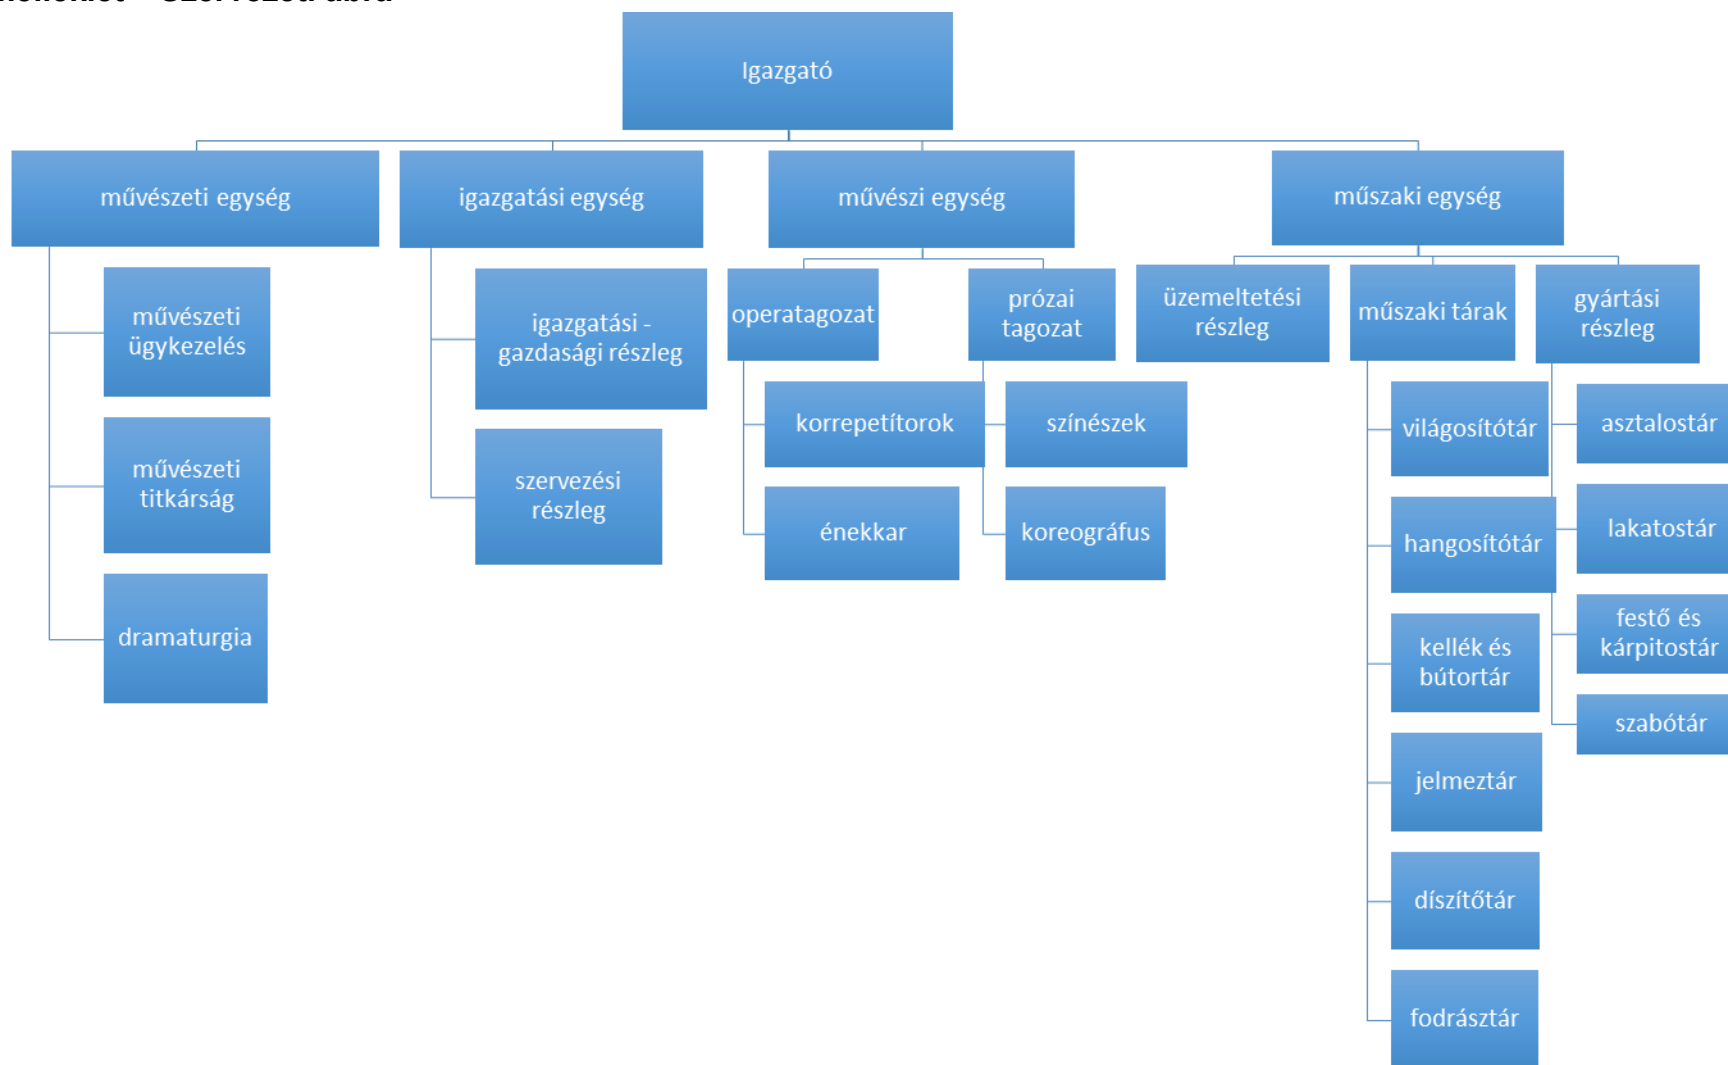 Igazgató
művészeti egység
igazgatási egység
művészi egység
műszaki egység
művészeti
ügykezelés
művészeti
titkárság
dramaturgia
igazgatási -
gazdasági részleg
szervezési
részleg
operatagozat
korrepetítorok
énekkar
prózai
tagozat
színészek
koreográfus
üzemeltetési
részleg
műszaki tárak
világosítótár
hangosítótár
kellék és
bútortár
jelmeztár
díszítőtár
fodrásztár
gyártási
részleg
asztalostár
lakatostár
festő és
kárpitostár
szabótár